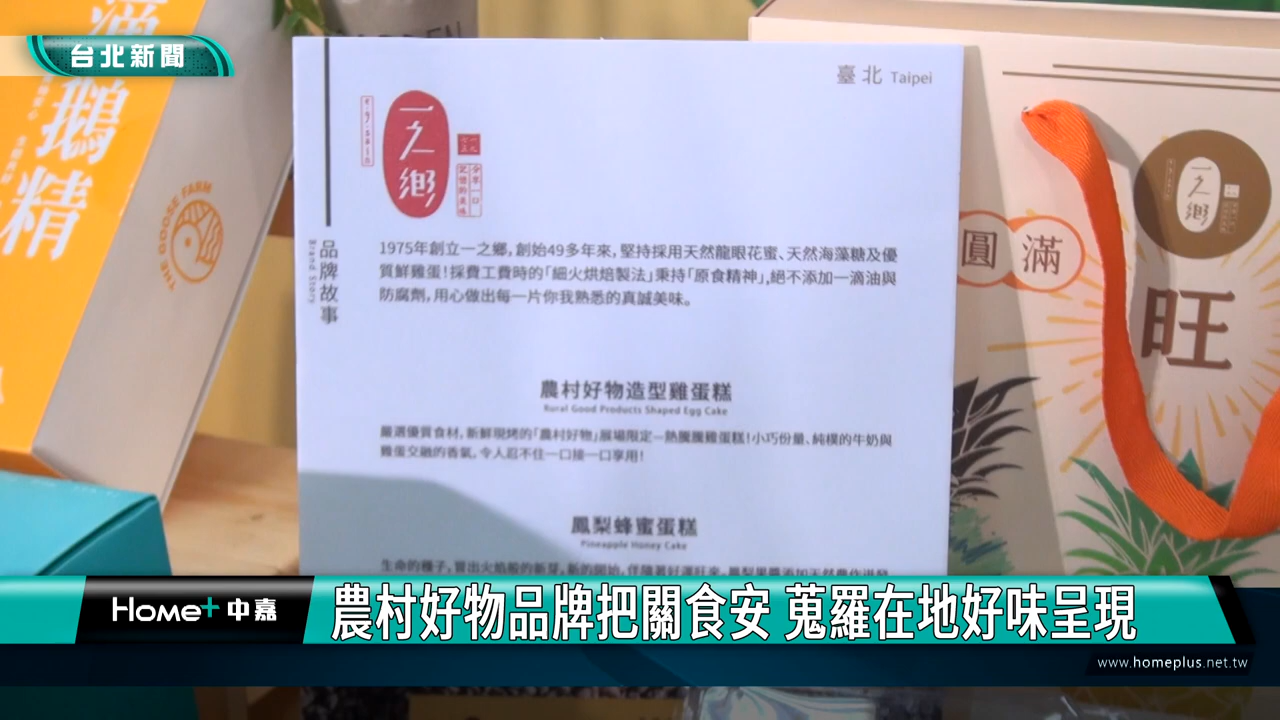 台北新聞
滴
鵝
精
THE GOOSE FARM
臺北 Taipei
一之鄉
品牌故事
Brand Story
1975年創立一之鄉,創始49多年來,堅持採用天然龍眼花蜜、天然海藻糖及優
質鮮雞蛋!採費工費時的「細火烘焙製法」秉持「原食精神」,絕不添加一滴油與
防腐劑,用心做出每一片你我熟悉的真誠美味。
農村好物造型雞蛋糕
Rural Good Products Shaped Egg Cake
嚴選優質食材,新鮮現烤的「農村好物」展場限定—熱騰騰雞蛋糕!小巧份量、純樸的牛奶與
雞蛋交融的香氣,令人忍不住一口接一口享用!
鳳梨蜂蜜蛋糕
Pineapple Honey Cake
一之鄉
圓滿
旺
Home+中嘉
農村好物品牌把關食安 蒐羅在地好味呈現
www.homeplus.net.tw